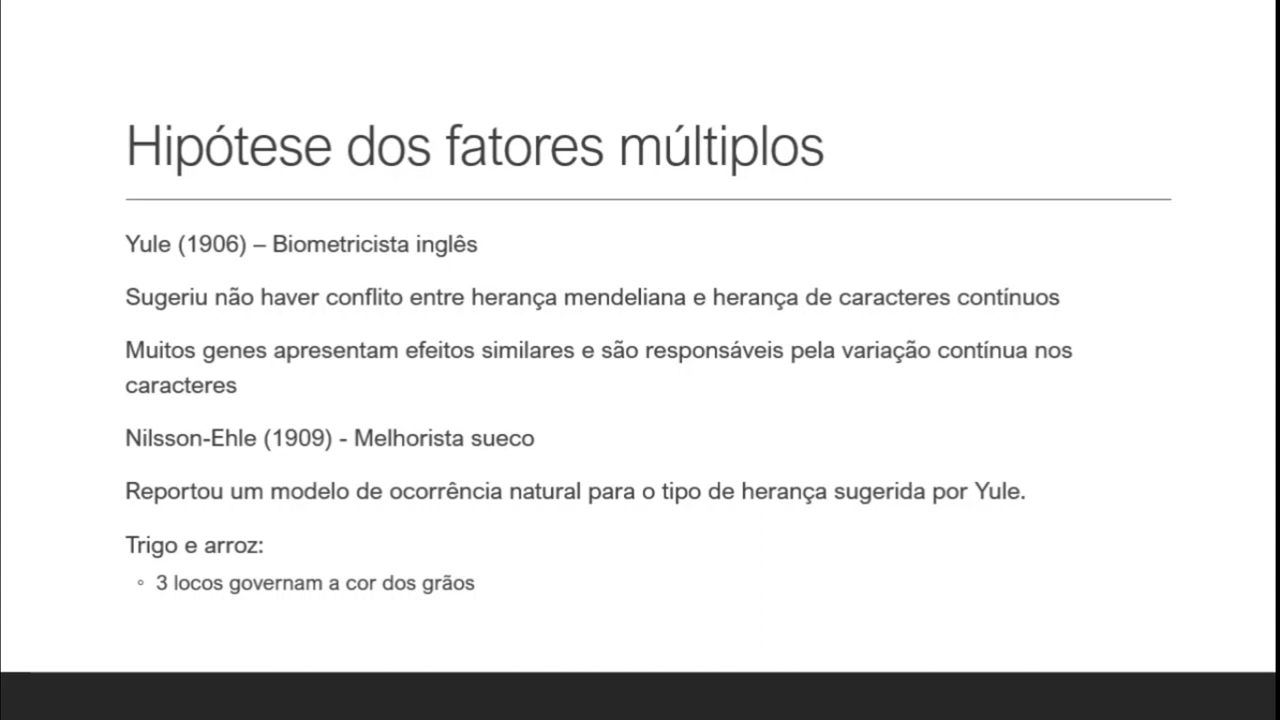 Hipótese dos fatores múltiplos
Yule (1906) – Biometricista inglês
Sugeriu não haver conflito entre herança mendeliana e herança de caracteres contínuos
Muitos genes apresentam efeitos similares e são responsáveis pela variação contínua nos
caracteres
Nilsson-Ehle (1909) - Melhorista sueco
Reportou um modelo de ocorrência natural para o tipo de herança sugerida por Yule.
Trigo e arroz:
◦ 3 locos governam a cor dos grãos